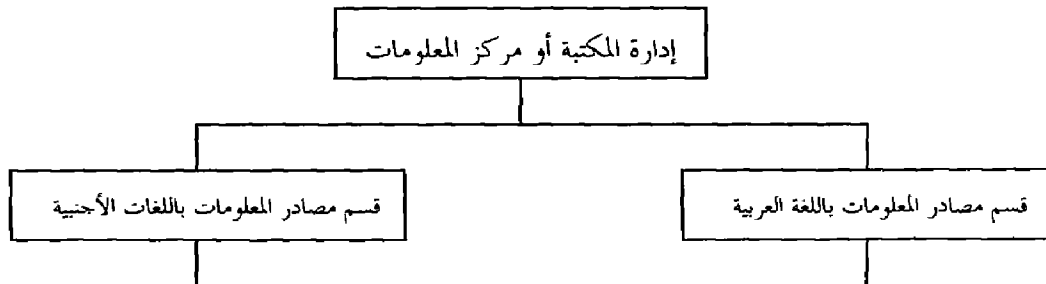 إدارة المكتبة أو مركز المعلومات
قسم مصادر المعلومات باللغة العربية
قسم مصادر المعلومات باللغات الأجنبية